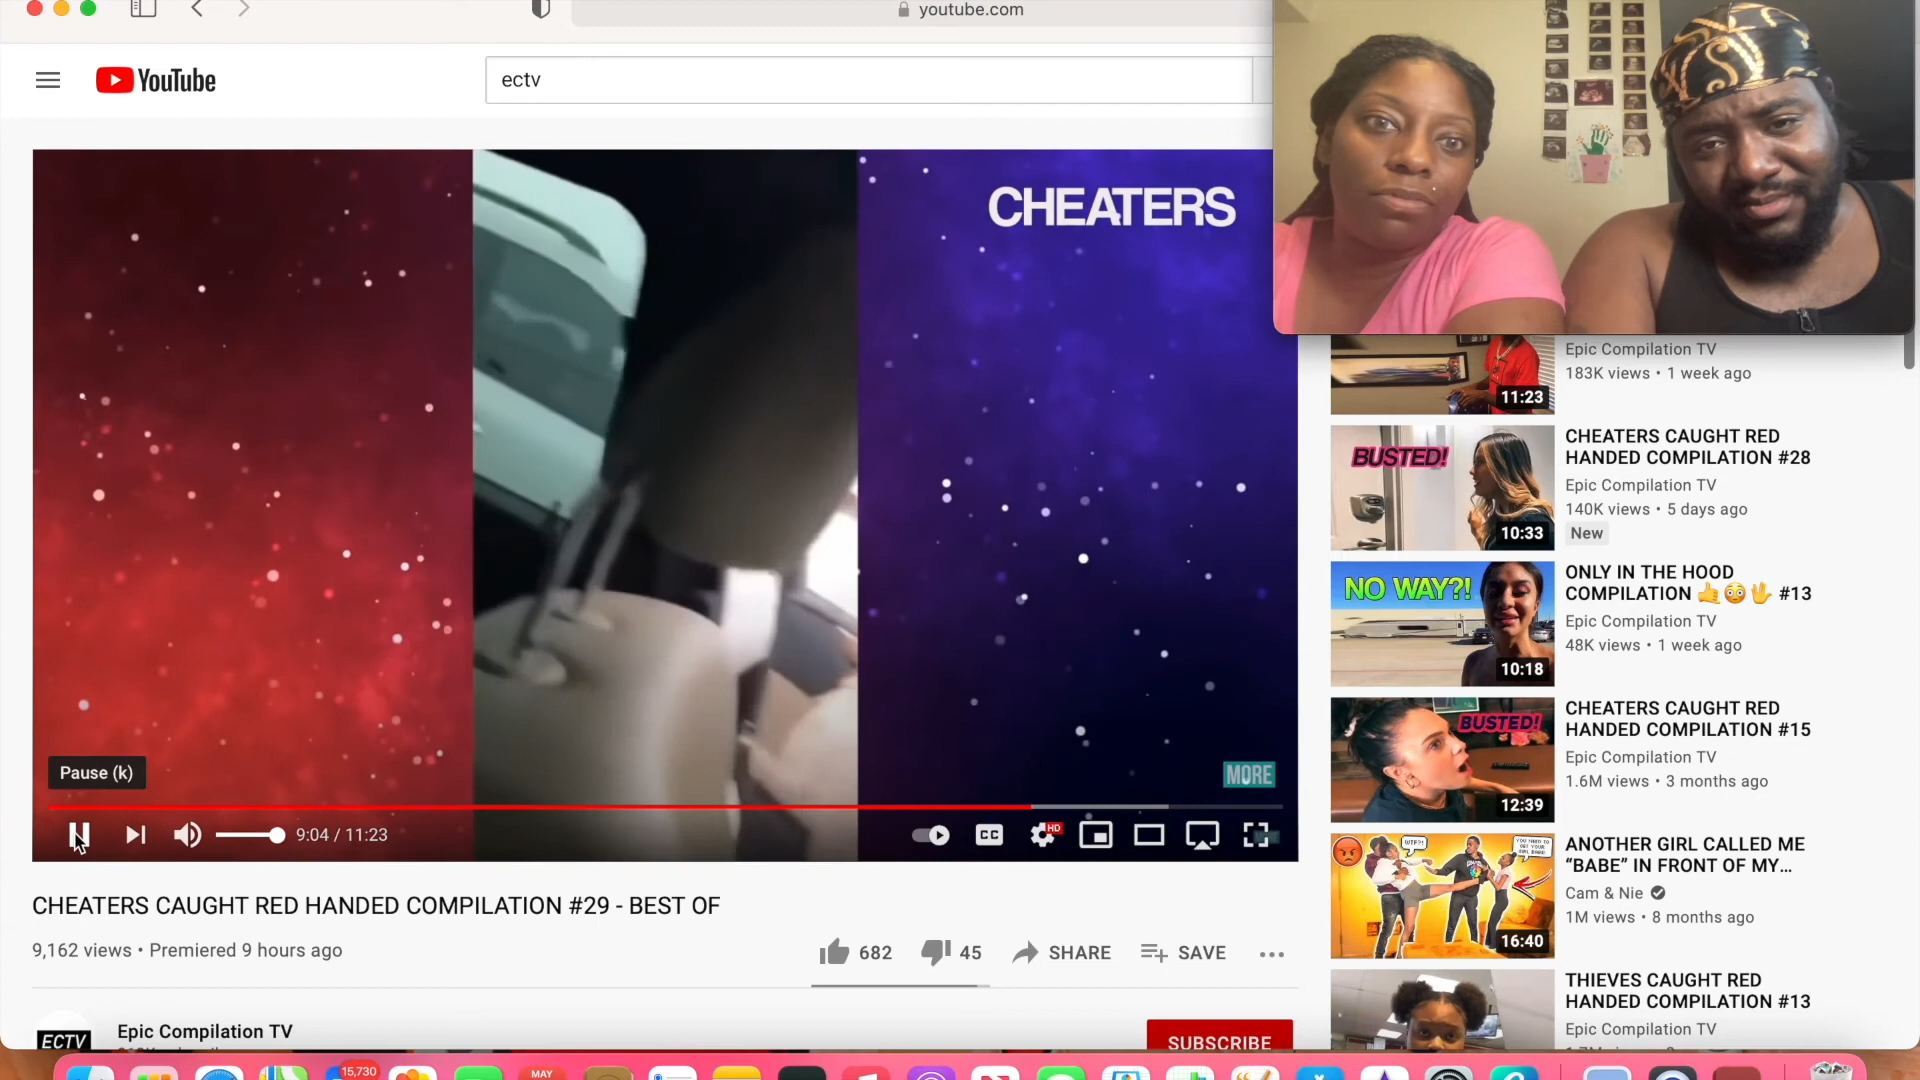 youtube.com
YouTube
ectv
CHEATERS
MORE
Pause (k)
9:04 / 11:23
CC
HD
CHEATERS CAUGHT RED HANDED COMPILATION #29 - BEST OF
9,162 views • Premiered 9 hours ago
682
45
SHARE
SAVE
ECTV
Epic Compilation TV
SUBSCRIBE
Epic Compilation TV
183K views • 1 week ago
11:23
BUSTED!
10:33
CHEATERS CAUGHT RED
HANDED COMPILATION #28
Epic Compilation TV
140K views • 5 days ago
New
NO WAY?!
10:18
ONLY IN THE HOOD
COMPILATION 🤙😳🖖 #13
Epic Compilation TV
48K views • 1 week ago
BUSTED!
12:39
CHEATERS CAUGHT RED
HANDED COMPILATION #15
Epic Compilation TV
1.6M views • 3 months ago
WTF?!
16:40
ANOTHER GIRL CALLED ME
“BABE” IN FRONT OF MY...
Cam & Nie
1M views • 8 months ago
THIEVES CAUGHT RED
HANDED COMPILATION #13
Epic Compilation TV
15,730
MAY